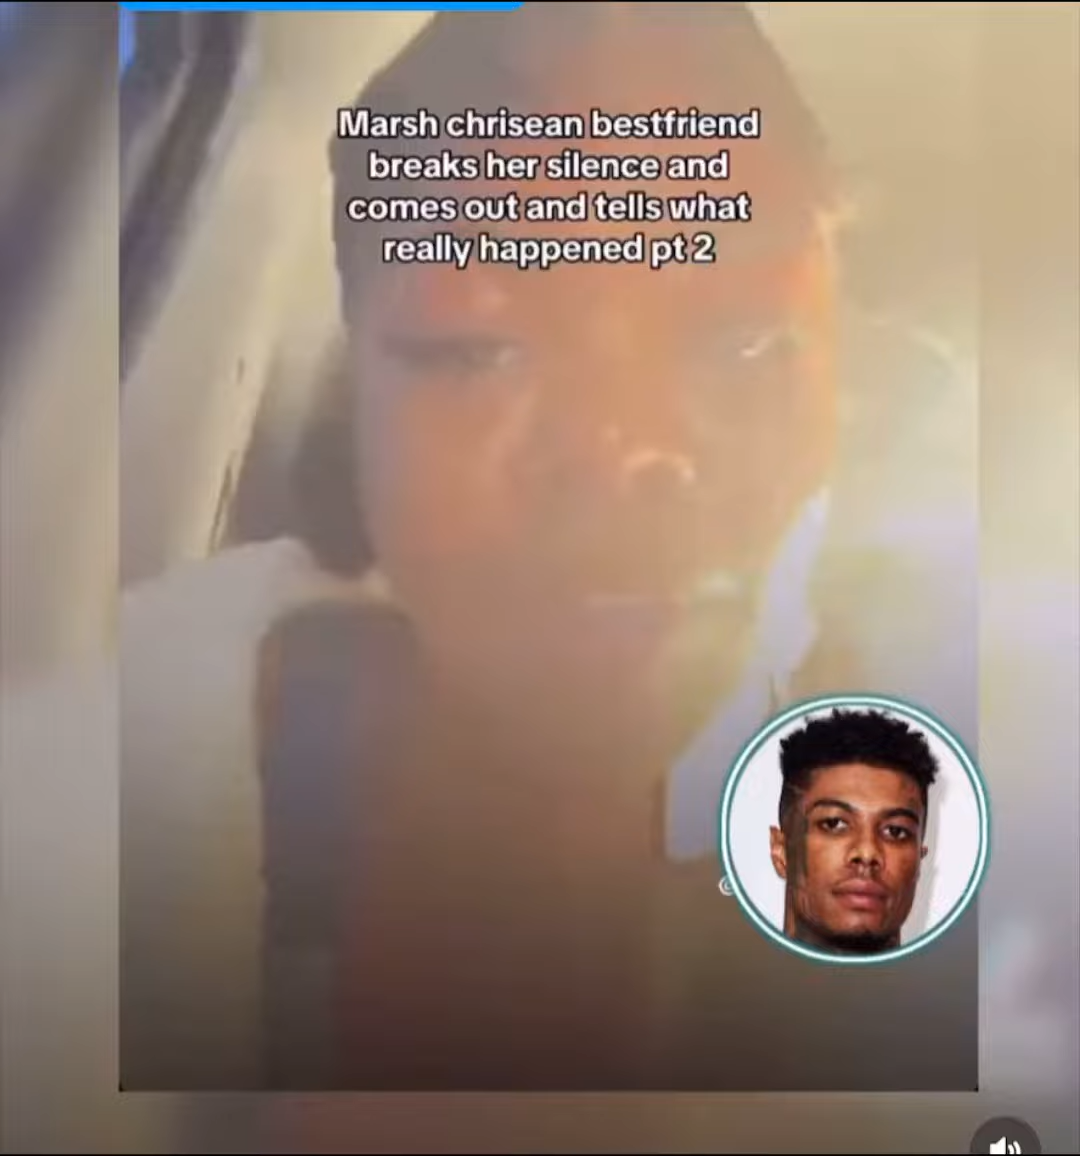 Marsh chrisean bestfriend
breaks her silence and
comes out and tells what
really happened pt 2